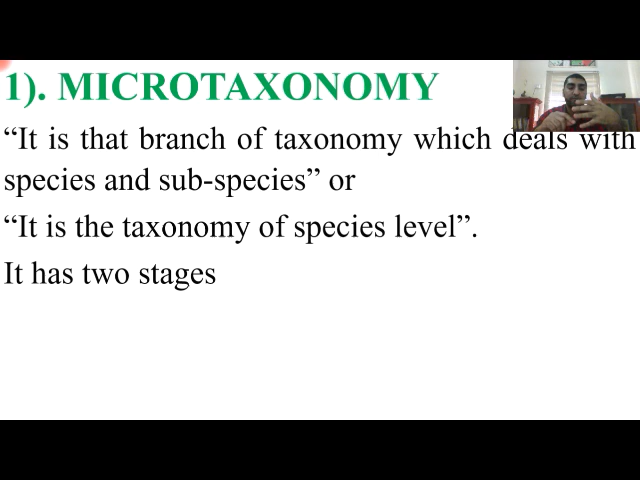 1). MICROTAXONOMY
“It is that branch of taxonomy which deals with
species and sub-species” or
“It is the taxonomy of species level”.
It has two stages